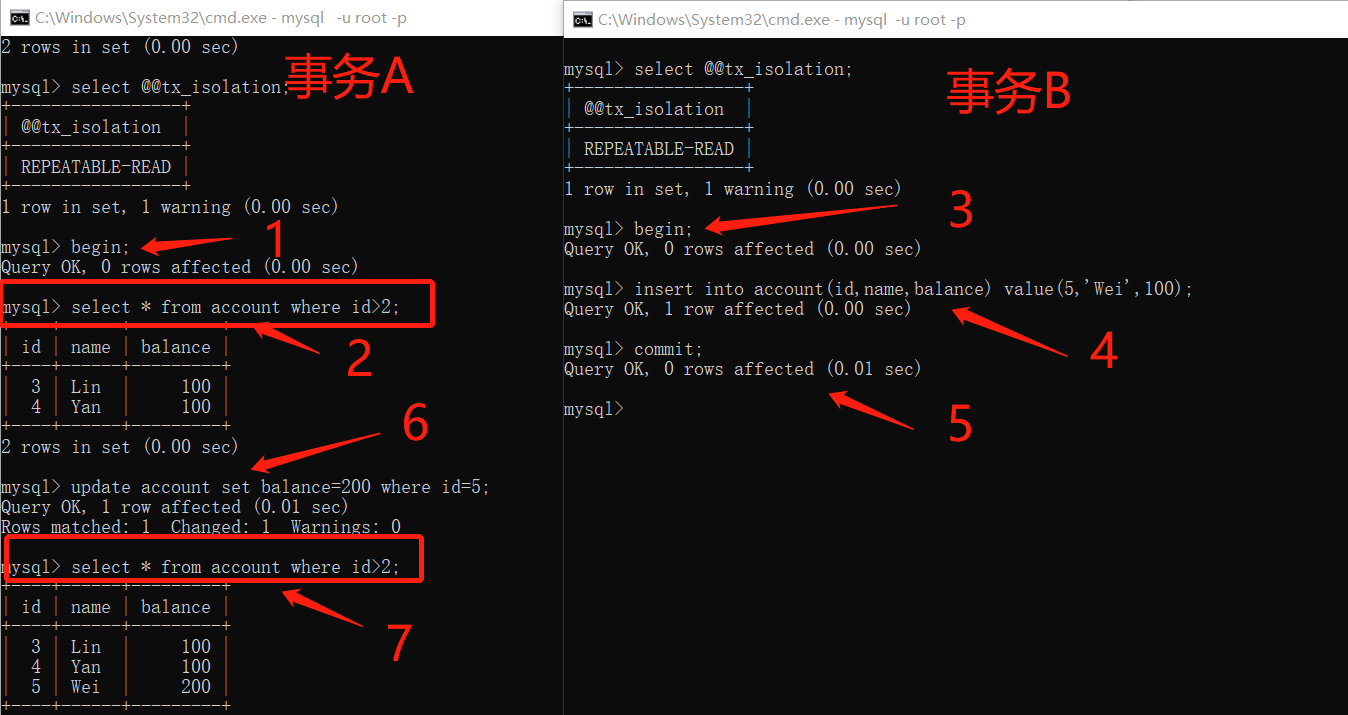 C:\Windows\System32\cmd.exe - mysql  -u root -p
2 rows in set (0.00 sec)
事务A
mysql> select @@tx_isolation;
+-----------------+
| @@tx_isolation  |
+-----------------+
| REPEATABLE-READ |
+-----------------+
1 row in set, 1 warning (0.00 sec)
1
mysql> begin;
Query OK, 0 rows affected (0.00 sec)
mysql> select * from account where id>2;
2
+----+------+---------+
| id | name | balance |
+----+------+---------+
|  3 | Lin  |     100 |
|  4 | Yan  |     100 |
+----+------+---------+
2 rows in set (0.00 sec)
6
mysql> update account set balance=200 where id=5;
Query OK, 1 row affected (0.01 sec)
Rows matched: 1  Changed: 1  Warnings: 0
mysql> select * from account where id>2;
7
+----+------+---------+
| id | name | balance |
+----+------+---------+
|  3 | Lin  |     100 |
|  4 | Yan  |     100 |
|  5 | Wei  |     200 |
+----+------+---------+
C:\Windows\System32\cmd.exe - mysql  -u root -p
事务B
mysql> select @@tx_isolation;
+-----------------+
| @@tx_isolation  |
+-----------------+
| REPEATABLE-READ |
+-----------------+
1 row in set, 1 warning (0.00 sec)
3
mysql> begin;
Query OK, 0 rows affected (0.00 sec)
mysql> insert into account(id,name,balance) value(5,'Wei',100);
Query OK, 1 row affected (0.00 sec)
4
mysql> commit;
Query OK, 0 rows affected (0.01 sec)
5
mysql>